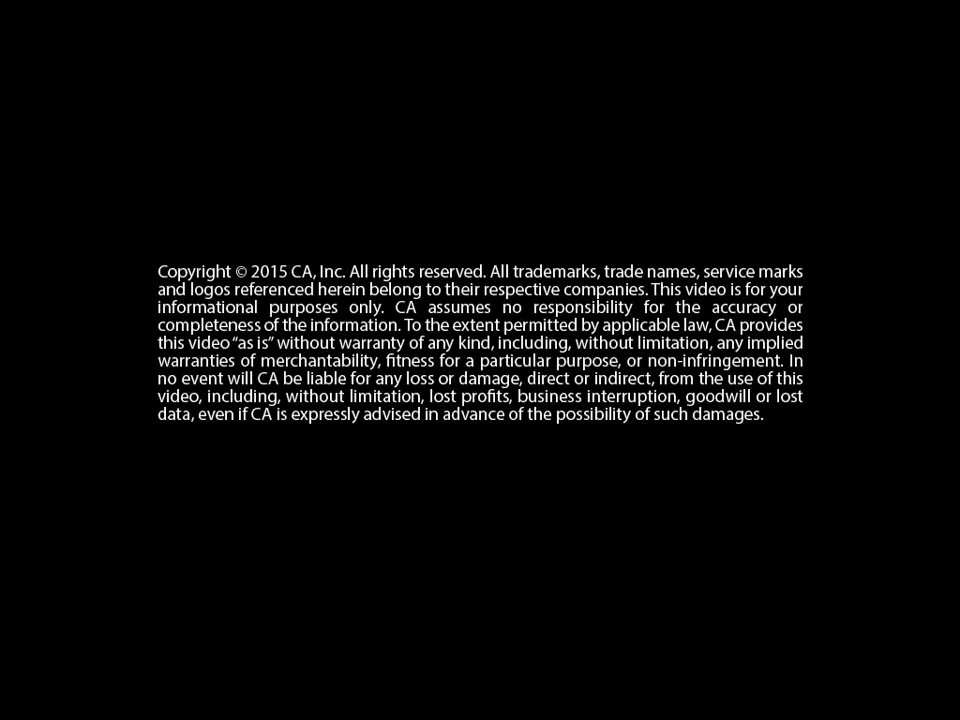 Copyright © 2015 CA, Inc. All rights reserved. All trademarks, trade names, service marks
and logos referenced herein belong to their respective companies. This video is for your
informational purposes only. CA assumes no responsibility for the accuracy or
completeness of the information. To the extent permitted by applicable law, CA provides
this video “as is” without warranty of any kind, including, without limitation, any implied
warranties of merchantability, fitness for a particular purpose, or non-infringement. In
no event will CA be liable for any loss or damage, direct or indirect, from the use of this
video, including, without limitation, lost profits, business interruption, goodwill or lost
data, even if CA is expressly advised in advance of the possibility of such damages.